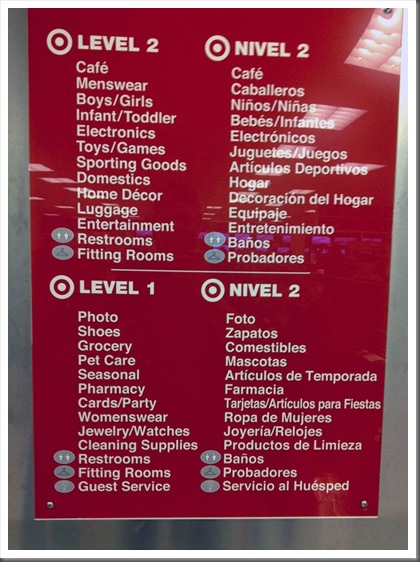 LEVEL 2
Café
Menswear
Boys/Girls
Infant/Toddler
Electronics
Toys/Games
Sporting Goods
Domestics
Home Décor
Luggage
Entertainment
Restrooms
Fitting Rooms
NIVEL 2
Café
Caballeros
Niños/Niñas
Bebés/Infantes
Electrónicos
Juguetes/Juegos
Artículos Deportivos
Hogar
Decoración del Hogar
Equipaje
Entretenimiento
Baños
Probadores
LEVEL 1
Photo
Shoes
Grocery
Pet Care
Seasonal
Pharmacy
Cards/Party
Womenswear
Jewelry/Watches
Cleaning Supplies
Restrooms
Fitting Rooms
Guest Service
NIVEL 2
Foto
Zapatos
Comestibles
Mascotas
Artículos de Temporada
Farmacia
Tarjetas/Artículos para Fiestas
Ropa de Mujeres
Joyería/Relojes
Productos de Limieza
Baños
Probadores
Servicio al Huésped